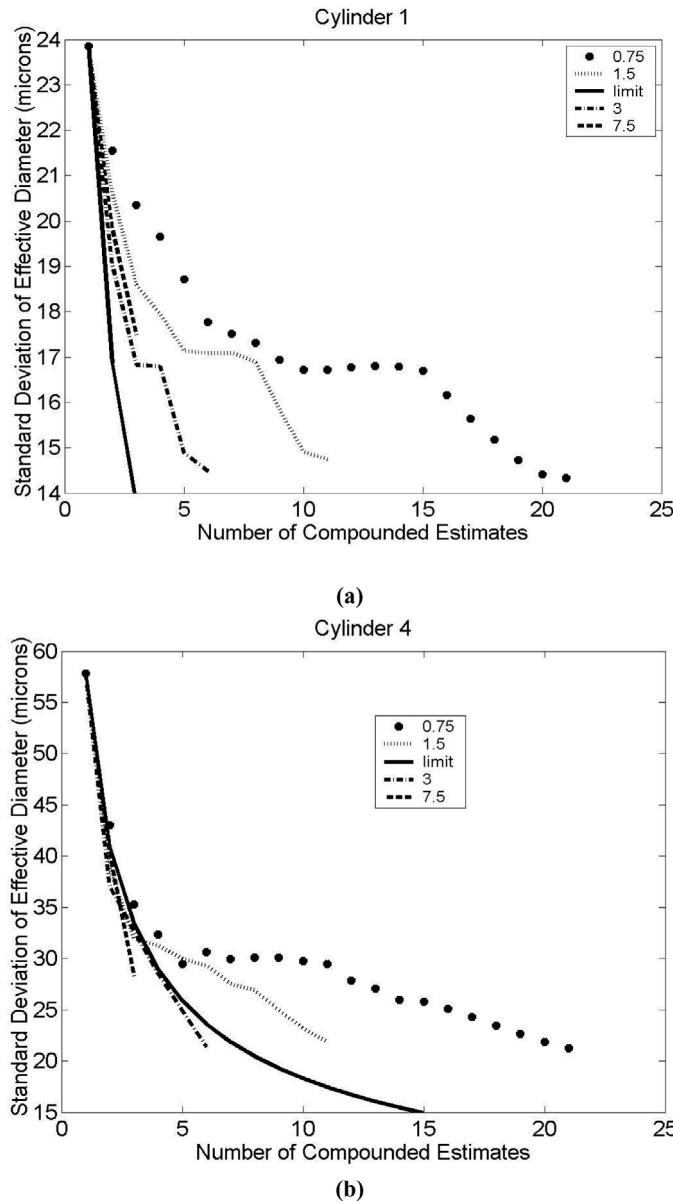 Cylinder 1
Standard Deviation of Effective Diameter (microns)
24
23
22
21
20
19
18
17
16
15
14
0.75
1.5
limit
3
7.5
0 5 10 15 20 25
Number of Compounded Estimates
(a)
Cylinder 4
Standard Deviation of Effective Diameter (microns)
60
55
50
45
40
35
30
25
20
15
0.75
1.5
limit
3
7.5
0 5 10 15 20 25
Number of Compounded Estimates
(b)